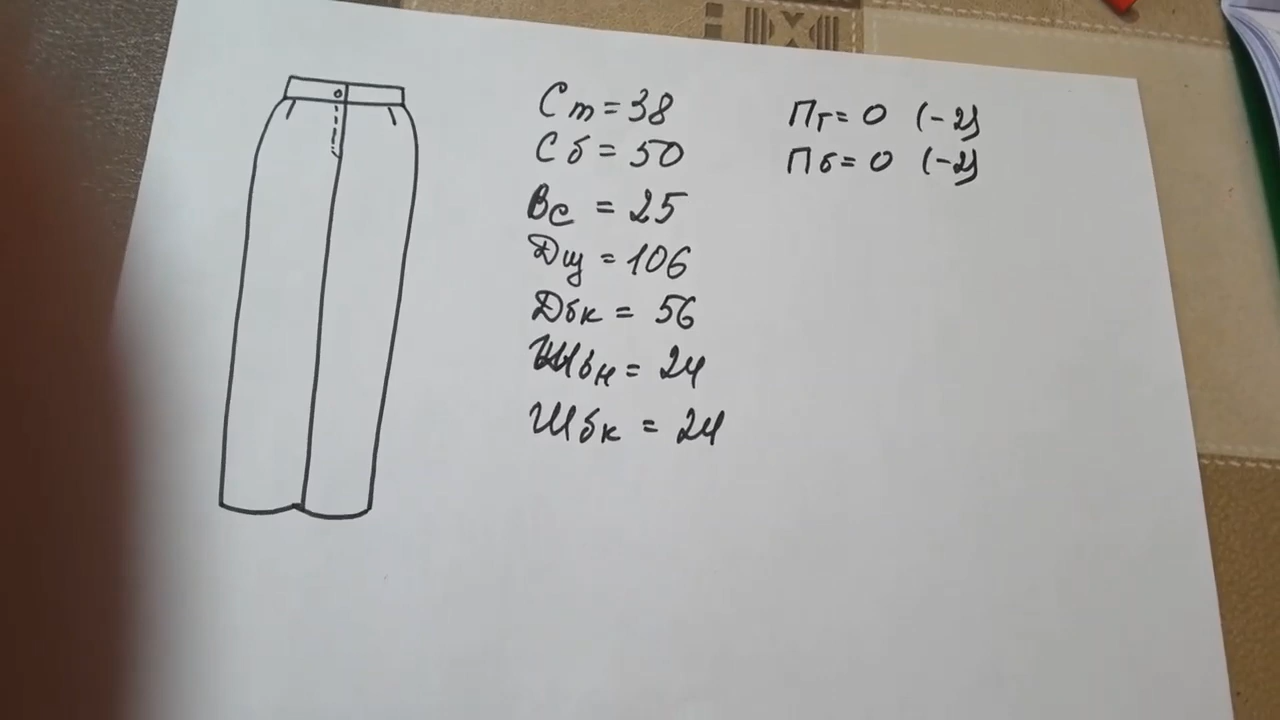 Ст = 38
Сб = 50
Вс = 25
Дщ = 106
Дбк = 56
Шбн = 24
Шбк = 24
Пт = 0 (-2)
Пб = 0 (-2)